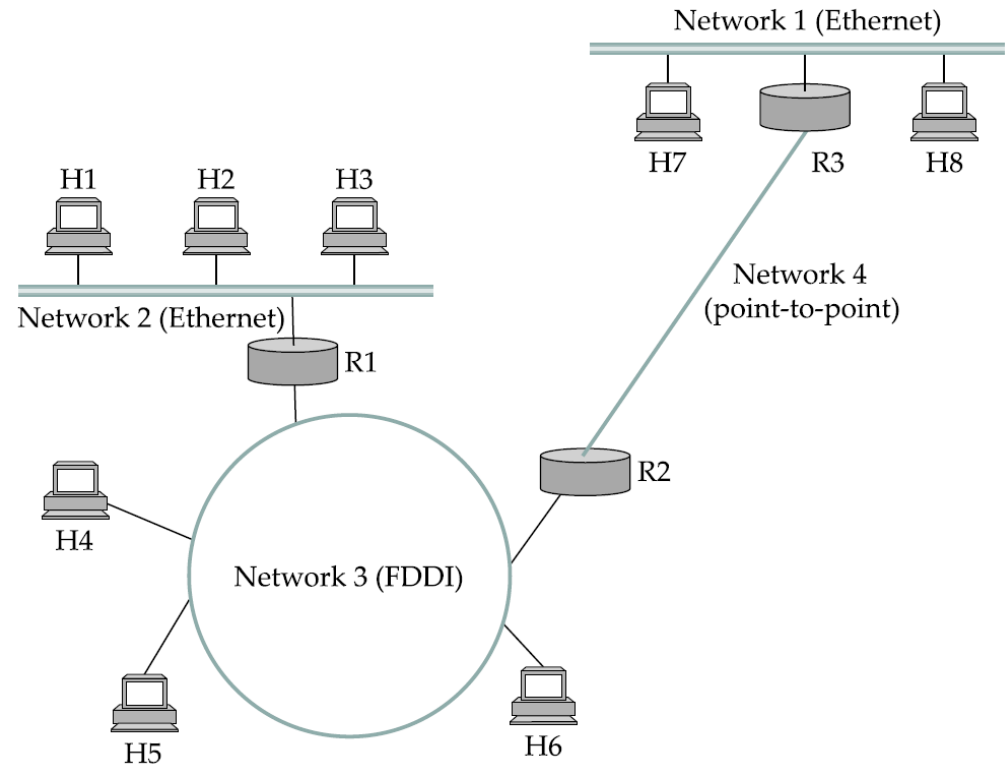 Network 1 (Ethernet)
H7
R3
H8
H1
H2
H3
Network 2 (Ethernet)
R1
Network 4
(point-to-point)
R2
H4
Network 3 (FDDI)
H5
H6